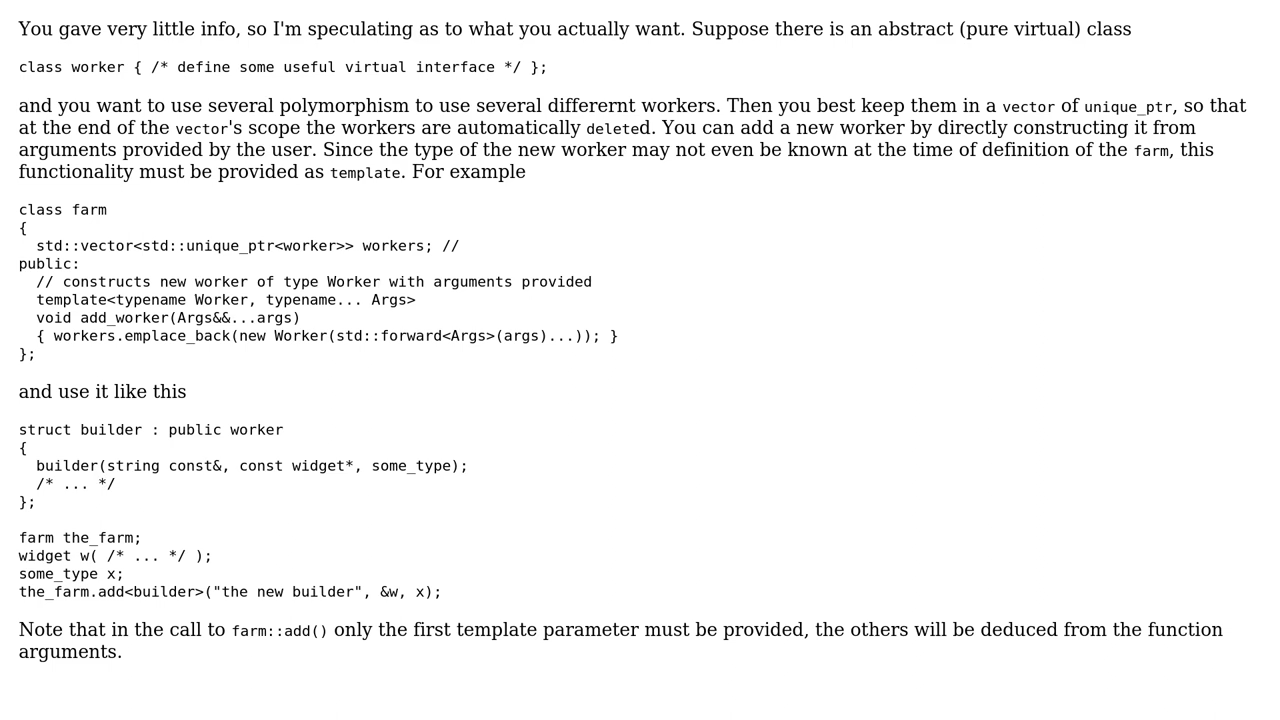 You gave very little info, so I'm speculating as to what you actually want. Suppose there is an abstract (pure virtual) class
class worker { /* define some useful virtual interface */ };
and you want to use several polymorphism to use several differernt workers. Then you best keep them in a vector of unique_ptr, so that
at the end of the vector's scope the workers are automatically deleted. You can add a new worker by directly constructing it from
arguments provided by the user. Since the type of the new worker may not even be known at the time of definition of the farm, this
functionality must be provided as template. For example
class farm
{
  std::vector<std::unique_ptr<worker>> workers; //
public:
  // constructs new worker of type Worker with arguments provided
  template<typename Worker, typename... Args>
  void add_worker(Args&&...args)
  { workers.emplace_back(new Worker(std::forward<Args>(args)...)); }
};
and use it like this
struct builder : public worker
{
  builder(string const&, const widget*, some_type);
  /* ... */
};
farm the_farm;
widget w( /* ... */ );
some_type x;
the_farm.add<builder>("the new builder", &w, x);
Note that in the call to farm::add() only the first template parameter must be provided, the others will be deduced from the function
arguments.